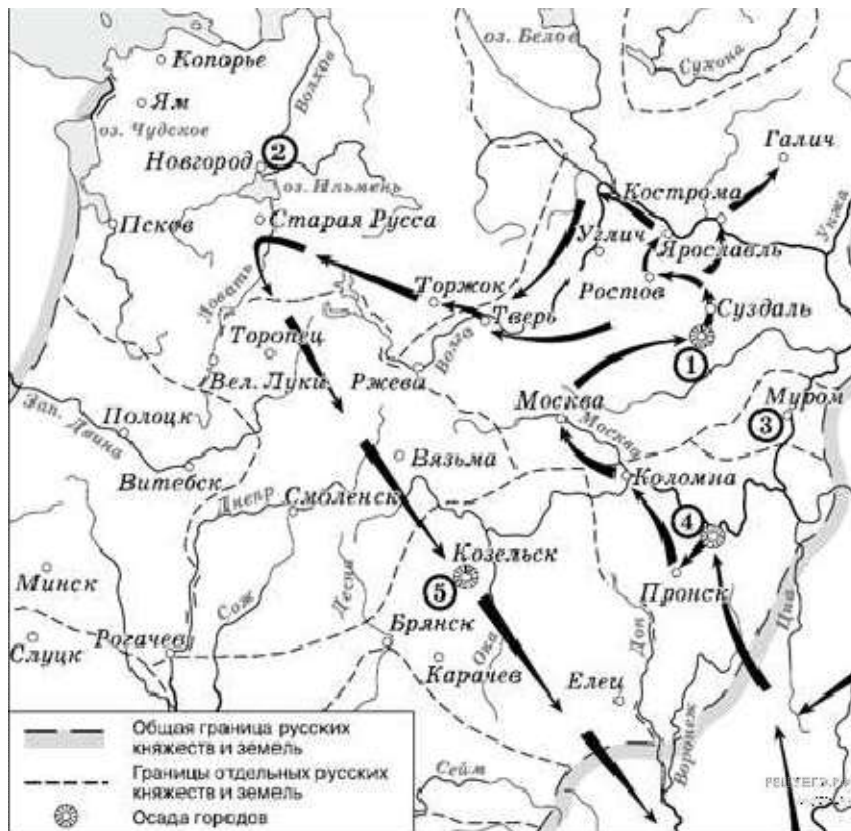 оз. Белов
Сухона
Копорье
Волхов
Ям
оз. Чудское
Галич
Новгород
2
оз. Ильмень
Кострома
Старая Русса
Псков
Углич
Ярославль
Унжа
Ловать
Торжок
Ростов
Суздаль
Тверь
Торопец
Волга
1
Вел. Луки
Ржева
Зап. Двина
Полоцк
Москва
Муром
Москва
3
Витебск
Вязьма
Коломна
Днепр
Смоленск
4
Козельск
Минск
5
Десна
Пронск
Сож
Цна
Слуцк
Рогачев
Брянск
Ока
Дон
Карачев
Елец
Воронеж
Сейм
Общая граница русских
княжеств и земель
Границы отдельных русских
княжеств и земель
Осада городов